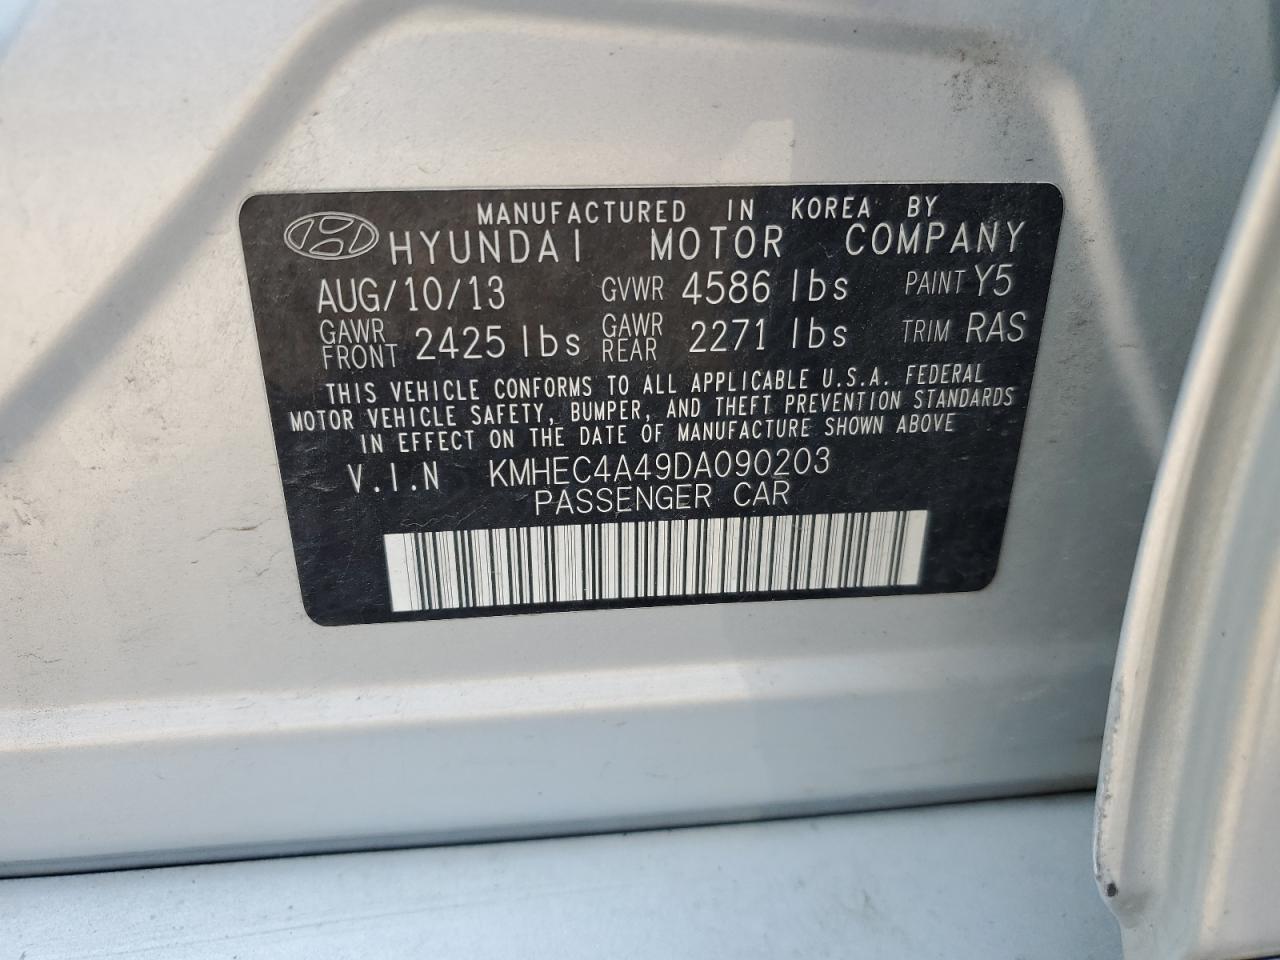 MANUFACTURED IN KOREA BY
HYUNDAI MOTOR COMPANY
AUG/10/13 GVWR 4586 lbs PAINT Y5
GAWR FRONT 2425 lbs GAWR REAR 2271 lbs TRIM RAS
THIS VEHICLE CONFORMS TO ALL APPLICABLE U.S.A. FEDERAL
MOTOR VEHICLE SAFETY, BUMPER, AND THEFT PREVENTION STANDARDS
IN EFFECT ON THE DATE OF MANUFACTURE SHOWN ABOVE
V.I.N KMHEC4A49DA090203
PASSENGER CAR